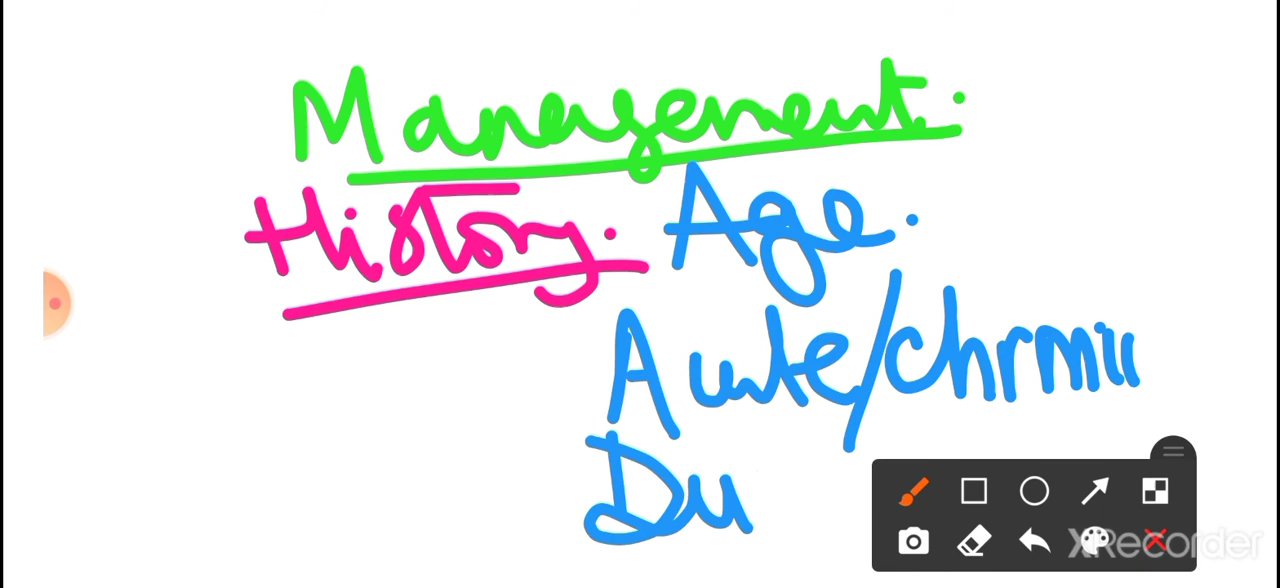 Management.
History. Age.
Acute/chronic
Du
XRecorder